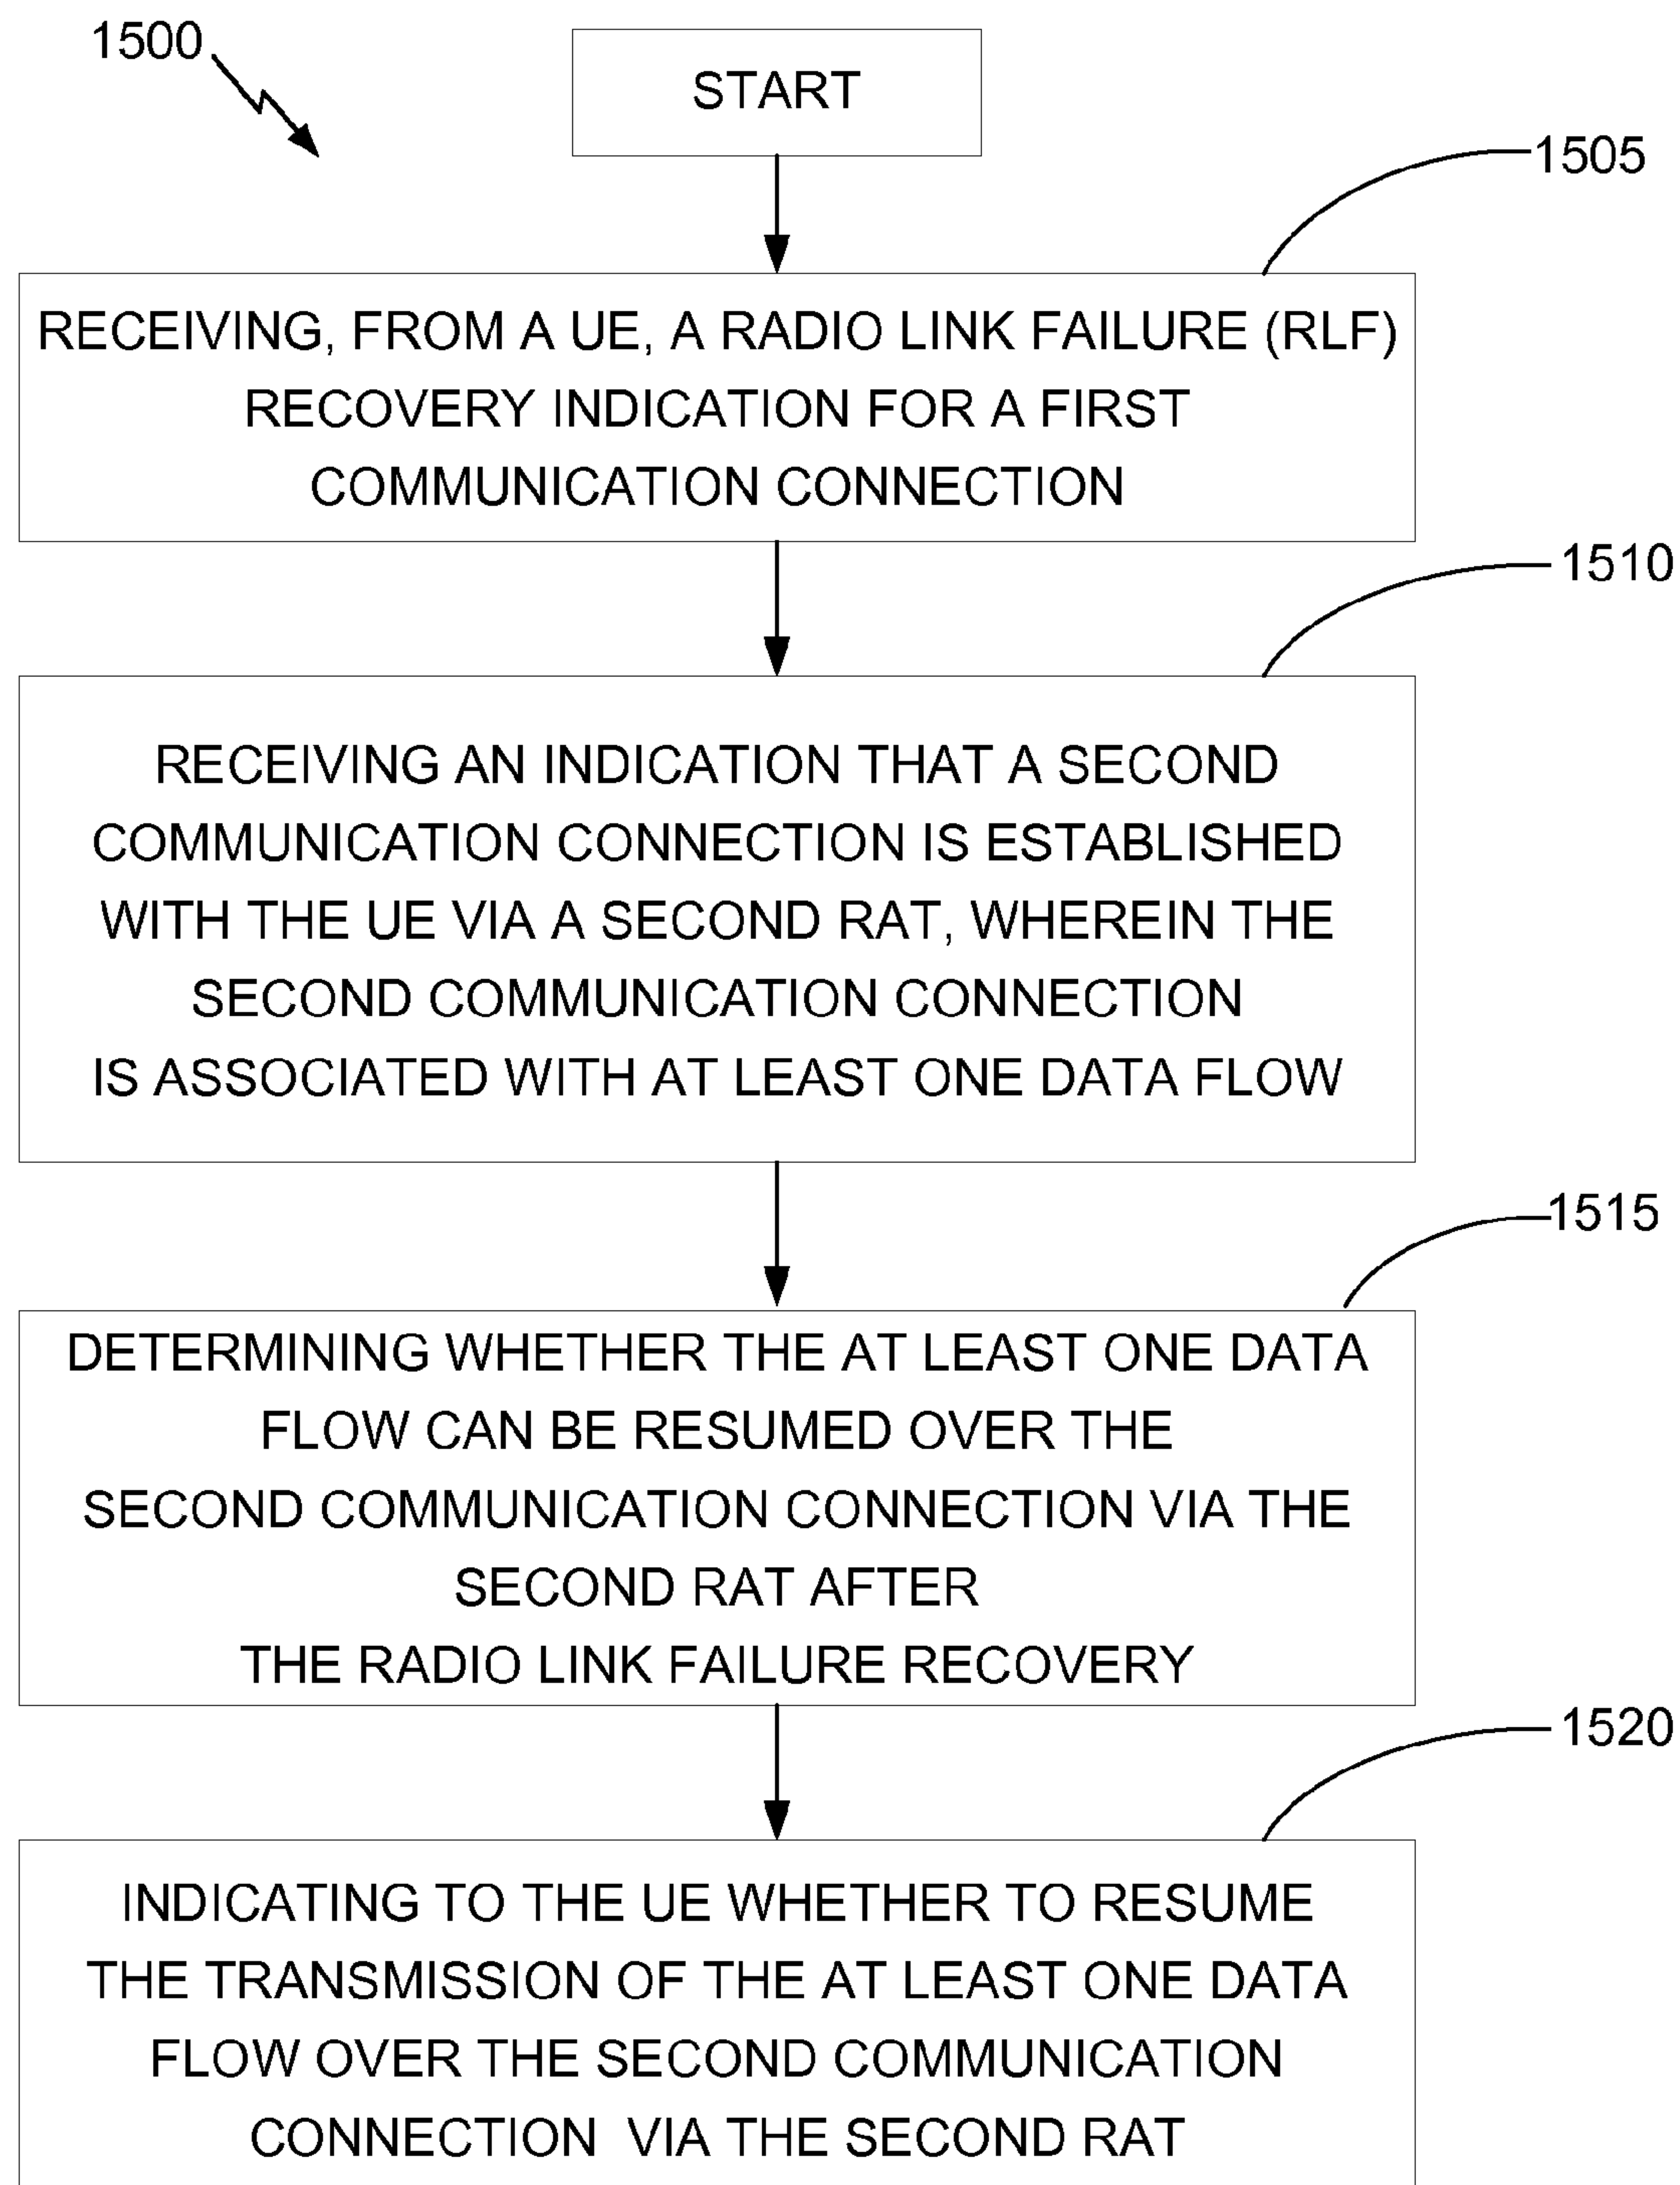 1500
START
1505
RECEIVING, FROM A UE, A RADIO LINK FAILURE (RLF)
RECOVERY INDICATION FOR A FIRST
COMMUNICATION CONNECTION
1510
RECEIVING AN INDICATION THAT A SECOND
COMMUNICATION CONNECTION IS ESTABLISHED
WITH THE UE VIA A SECOND RAT, WHEREIN THE
SECOND COMMUNICATION CONNECTION
IS ASSOCIATED WITH AT LEAST ONE DATA FLOW
1515
DETERMINING WHETHER THE AT LEAST ONE DATA
FLOW CAN BE RESUMED OVER THE
SECOND COMMUNICATION CONNECTION VIA THE
SECOND RAT AFTER
THE RADIO LINK FAILURE RECOVERY
1520
INDICATING TO THE UE WHETHER TO RESUME
THE TRANSMISSION OF THE AT LEAST ONE DATA
FLOW OVER THE SECOND COMMUNICATION
CONNECTION VIA THE SECOND RAT